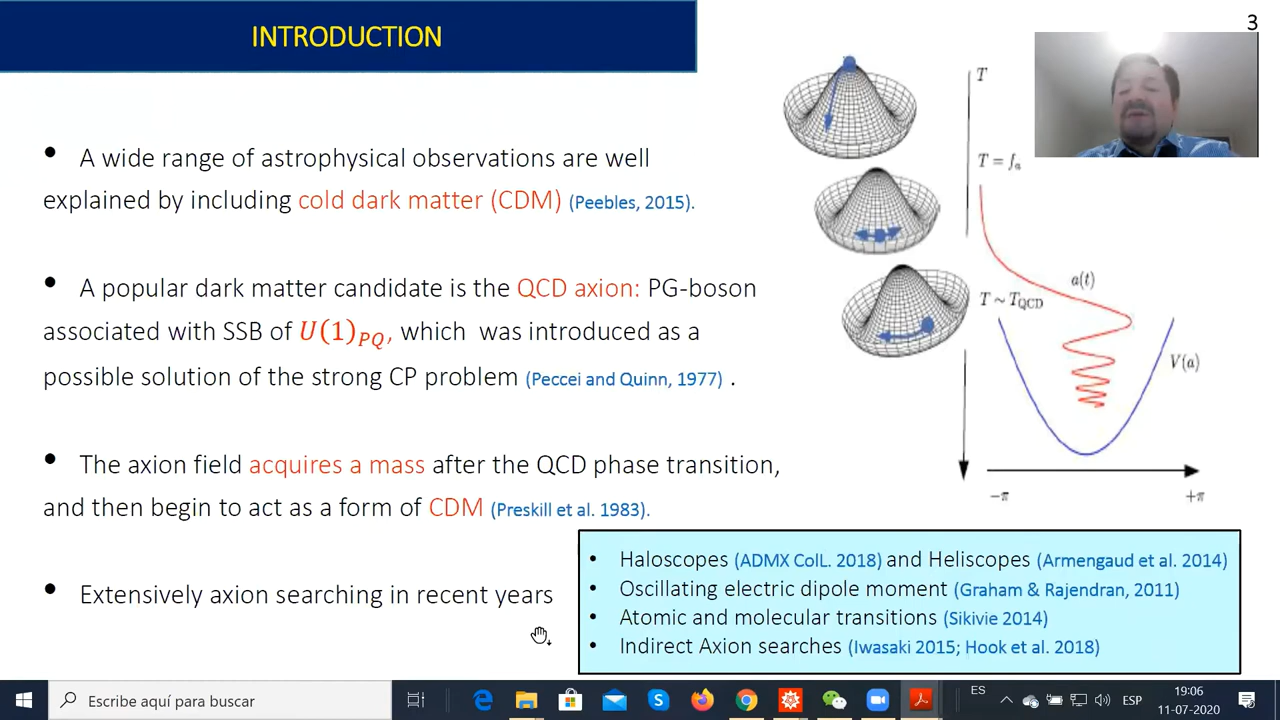 INTRODUCTION
3
• A wide range of astrophysical observations are well
explained by including cold dark matter (CDM) (Peebles, 2015).
• A popular dark matter candidate is the QCD axion: PG-boson
associated with SSB of U(1)PQ, which was introduced as a
possible solution of the strong CP problem (Peccei and Quinn, 1977) .
• The axion field acquires a mass after the QCD phase transition,
and then begin to act as a form of CDM (Preskill et al. 1983).
• Extensively axion searching in recent years
T
T = fₐ
a(t)
T ~ TQCD
V(a)
−π
+π
• Haloscopes (ADMX ColL. 2018) and Heliscopes (Armengaud et al. 2014)
• Oscillating electric dipole moment (Graham & Rajendran, 2011)
• Atomic and molecular transitions (Sikivie 2014)
• Indirect Axion searches (Iwasaki 2015; Hook et al. 2018)
Escribe aquí para buscar
ES
ESP
19:06
11-07-2020